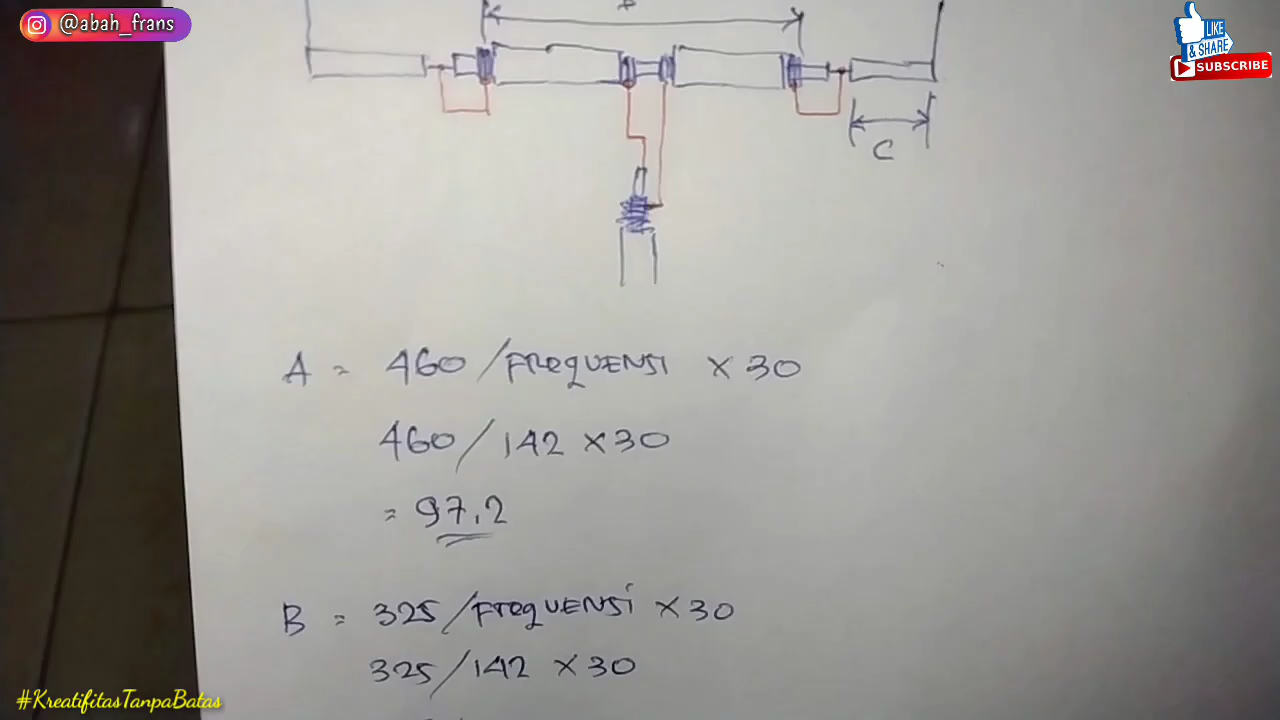 @abah_frans
LIKE
& SHARE
SUBSCRIBE
C
A = 460 / FREQUENSI × 30
460 / 142 × 30
= 97.2
B = 325 / FREQUENSI × 30
325 / 142 × 30
#KreatifitasTanpaBatas